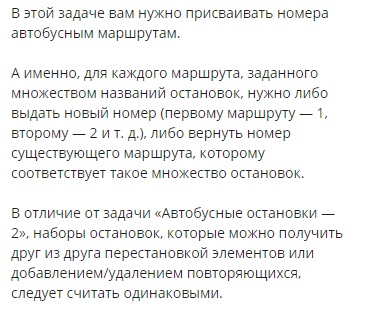 В этой задаче вам нужно присваивать номера
автобусным маршрутам.
А именно, для каждого маршрута, заданного
множеством названий остановок, нужно либо
выдать новый номер (первому маршруту — 1,
второму — 2 и т. д.), либо вернуть номер
существующего маршрута, которому
соответствует такое множество остановок.
В отличие от задачи «Автобусные остановки —
2», наборы остановок, которые можно получить
друг из друга перестановкой элементов или
добавлением/удалением повторяющихся,
следует считать одинаковыми.